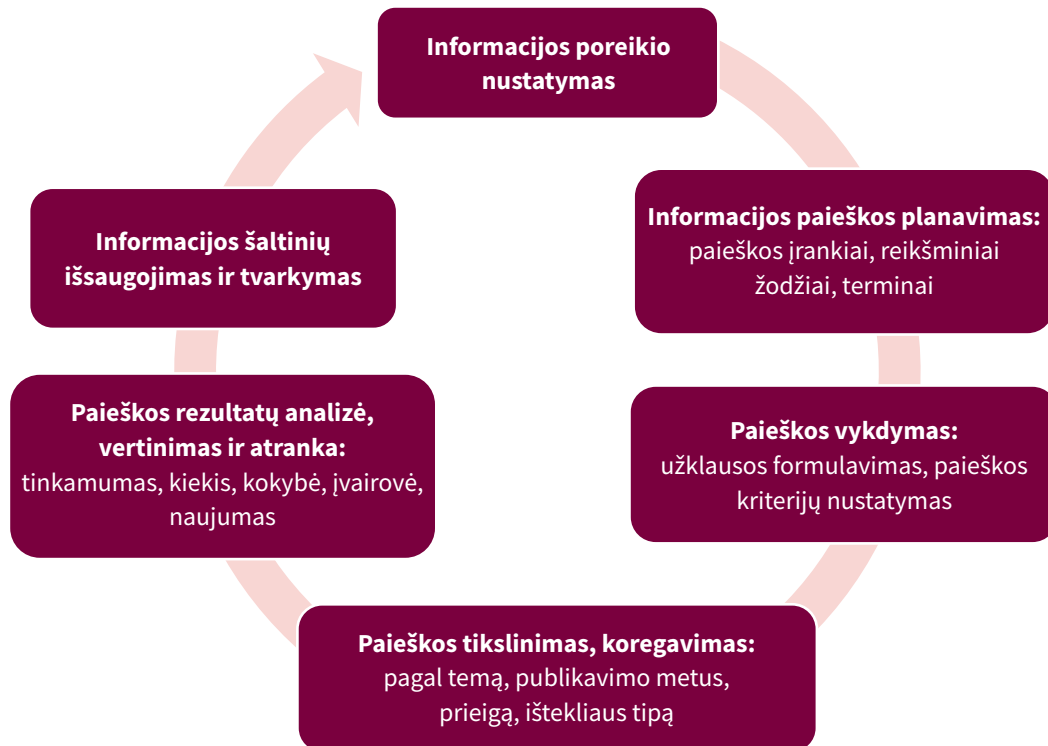 Informacijos poreikio
nustatymas
Informacijos paieškos planavimas:
paieškos įrankiai, reikšminiai
žodžiai, terminai
Paieškos vykdymas:
užklausos formulavimas, paieškos
kriterijų nustatymas
Paieškos tikslinimas, koregavimas:
pagal temą, publikavimo metus,
prieigą, ištekliaus tipą
Paieškos rezultatų analizė,
vertinimas ir atranka:
tinkamumas, kiekis, kokybė, įvairovė,
naujumas
Informacijos šaltinių
išsaugojimas ir tvarkymas